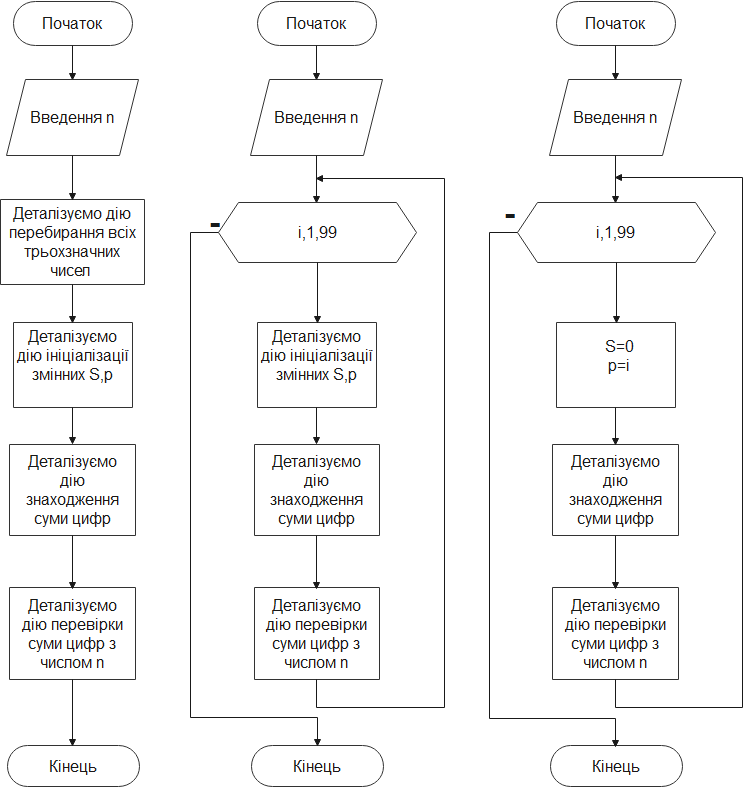 Початок
Введення n
Деталізуємо дію
перебирання всіх
трьохзначних
чисел
Деталізуємо
дію ініціалізації
змінних S,p
Деталізуємо
дію
знаходження
суми цифр
Деталізуємо
дію перевірки
суми цифр з
числом n
Кінець
Початок
Введення n
-
i,1,99
Деталізуємо
дію ініціалізації
змінних S,p
Деталізуємо
дію
знаходження
суми цифр
Деталізуємо
дію перевірки
суми цифр з
числом n
Кінець
Початок
Введення n
-
i,1,99
S=0
p=i
Деталізуємо
дію
знаходження
суми цифр
Деталізуємо
дію перевірки
суми цифр з
числом n
Кінець